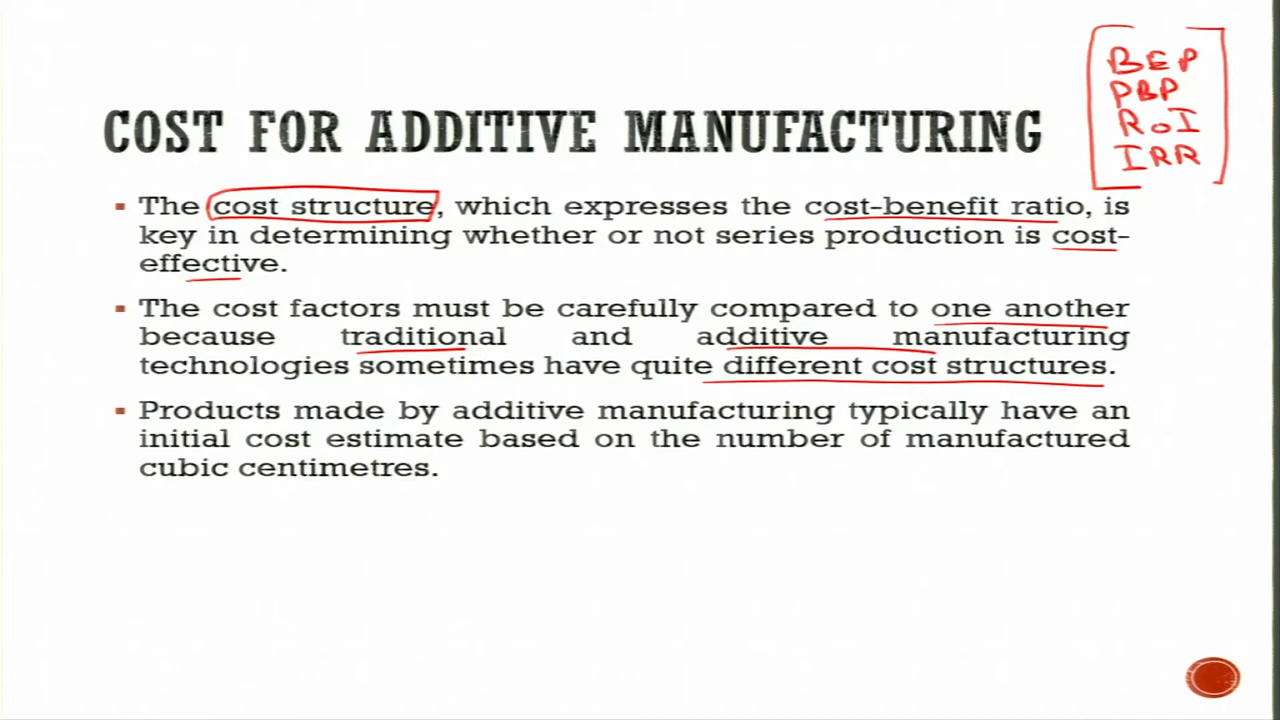 BEP
PBP
RoI
IRR
COST FOR ADDITIVE MANUFACTURING
▪ The cost structure, which expresses the cost-benefit ratio, is
key in determining whether or not series production is cost-
effective.
▪ The cost factors must be carefully compared to one another
because traditional and additive manufacturing
technologies sometimes have quite different cost structures.
▪ Products made by additive manufacturing typically have an
initial cost estimate based on the number of manufactured
cubic centimetres.